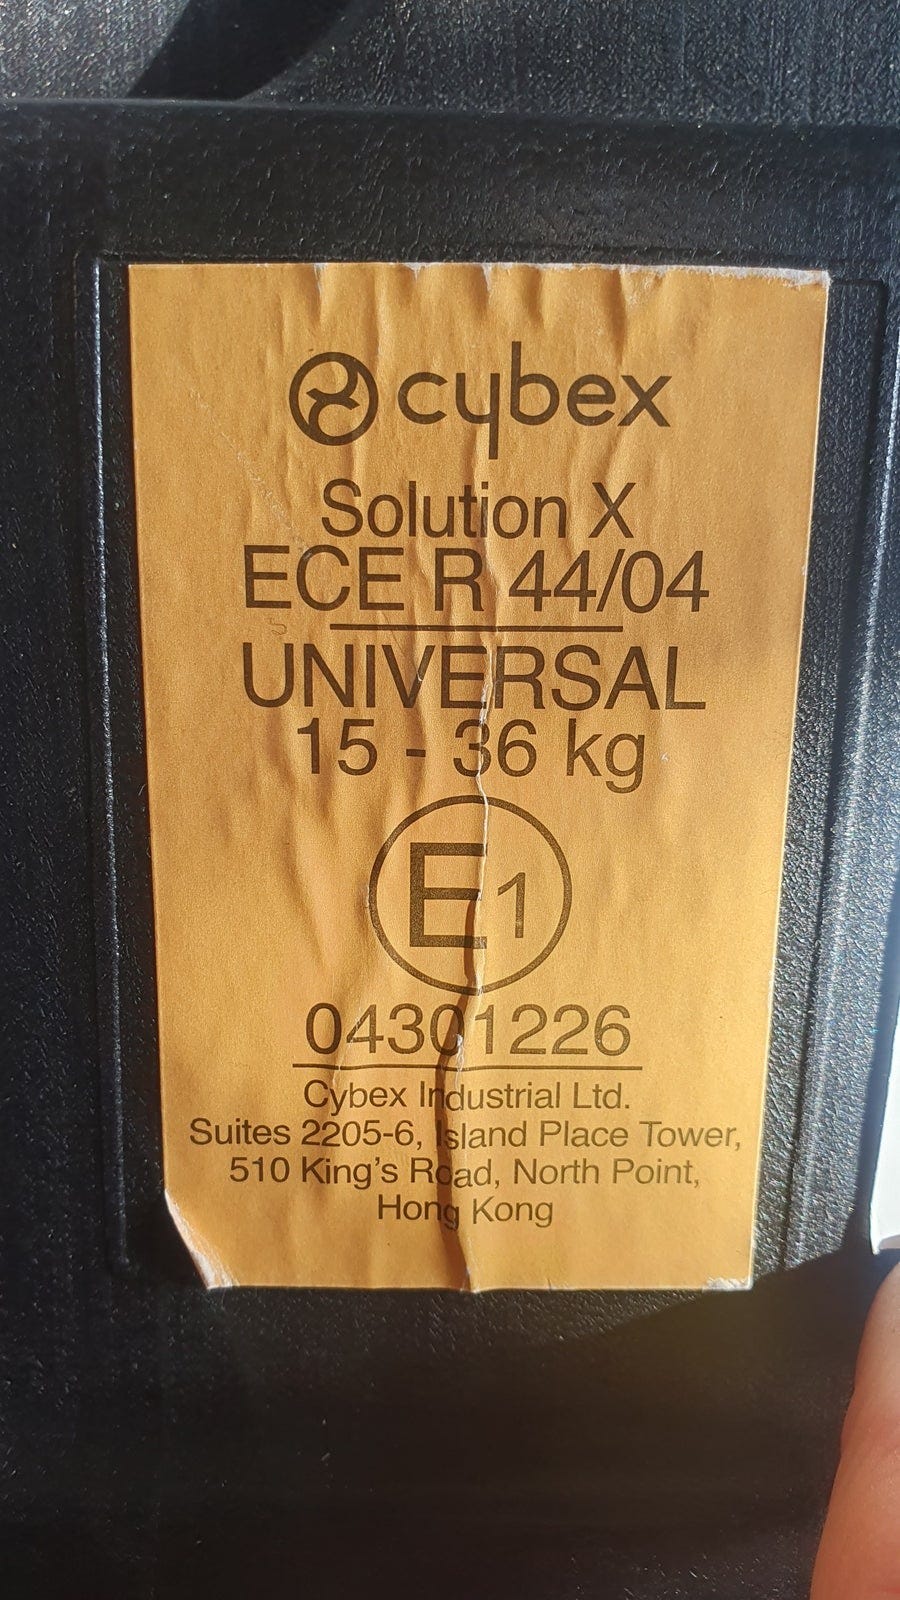 cybex
Solution X
ECE R 44/04
UNIVERSAL
15 - 36 kg
E1
04301226
Cybex Industrial Ltd.
Suites 2205-6, Island Place Tower,
510 King's Road, North Point,
Hong Kong